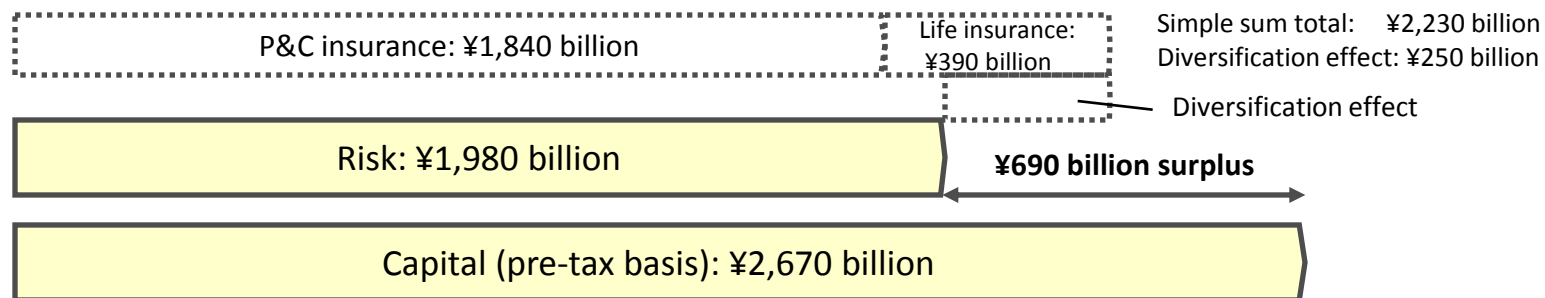 P&C insurance: ¥1,840 billion
Life insurance:
¥390 billion
Simple sum total: ¥2,230 billion
Diversification effect: ¥250 billion
Diversification effect
Risk: ¥1,980 billion
¥690 billion surplus
Capital (pre-tax basis): ¥2,670 billion